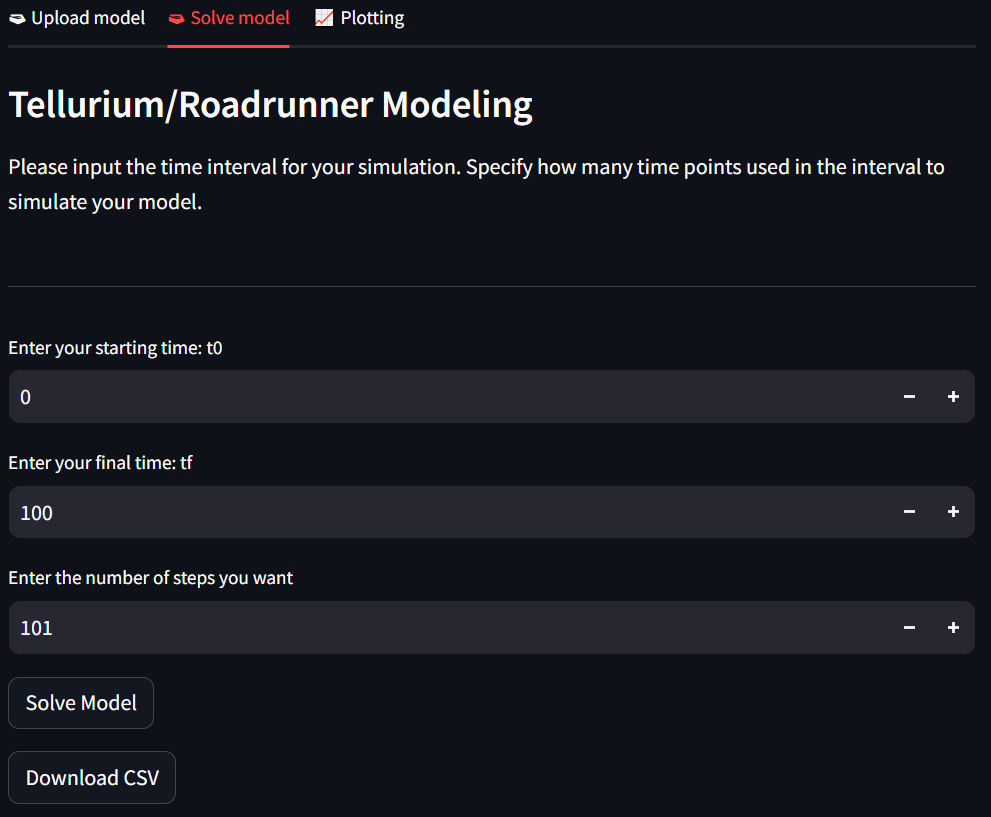 Upload model Solve model Plotting
Tellurium/Roadrunner Modeling
Please input the time interval for your simulation. Specify how many time points used in the interval to
simulate your model.
Enter your starting time: t0
0
Enter your final time: tf
100
Enter the number of steps you want
101
Solve Model
Download CSV